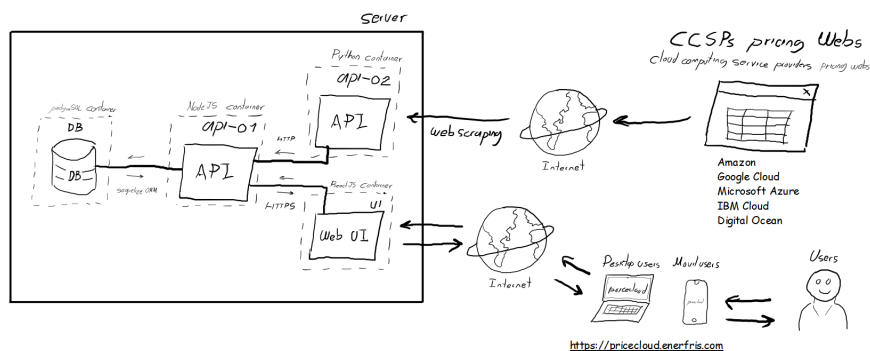 Server
CCSPs pricing Webs
Cloud computing service providers pricing webs
X
Python container
api-02
API
NodeJS container
api-01
API
postgreSQL container
DB
DB
HTTP
sequelize ORM
HTTPS
ReactJS container
UI
Web UI
web scraping
Internet
Amazon
Google Cloud
Microsoft Azure
IBM Cloud
Digital Ocean
Internet
Desktop users
Movil users
Users
pricecloud
https://pricecloud.enerfris.com